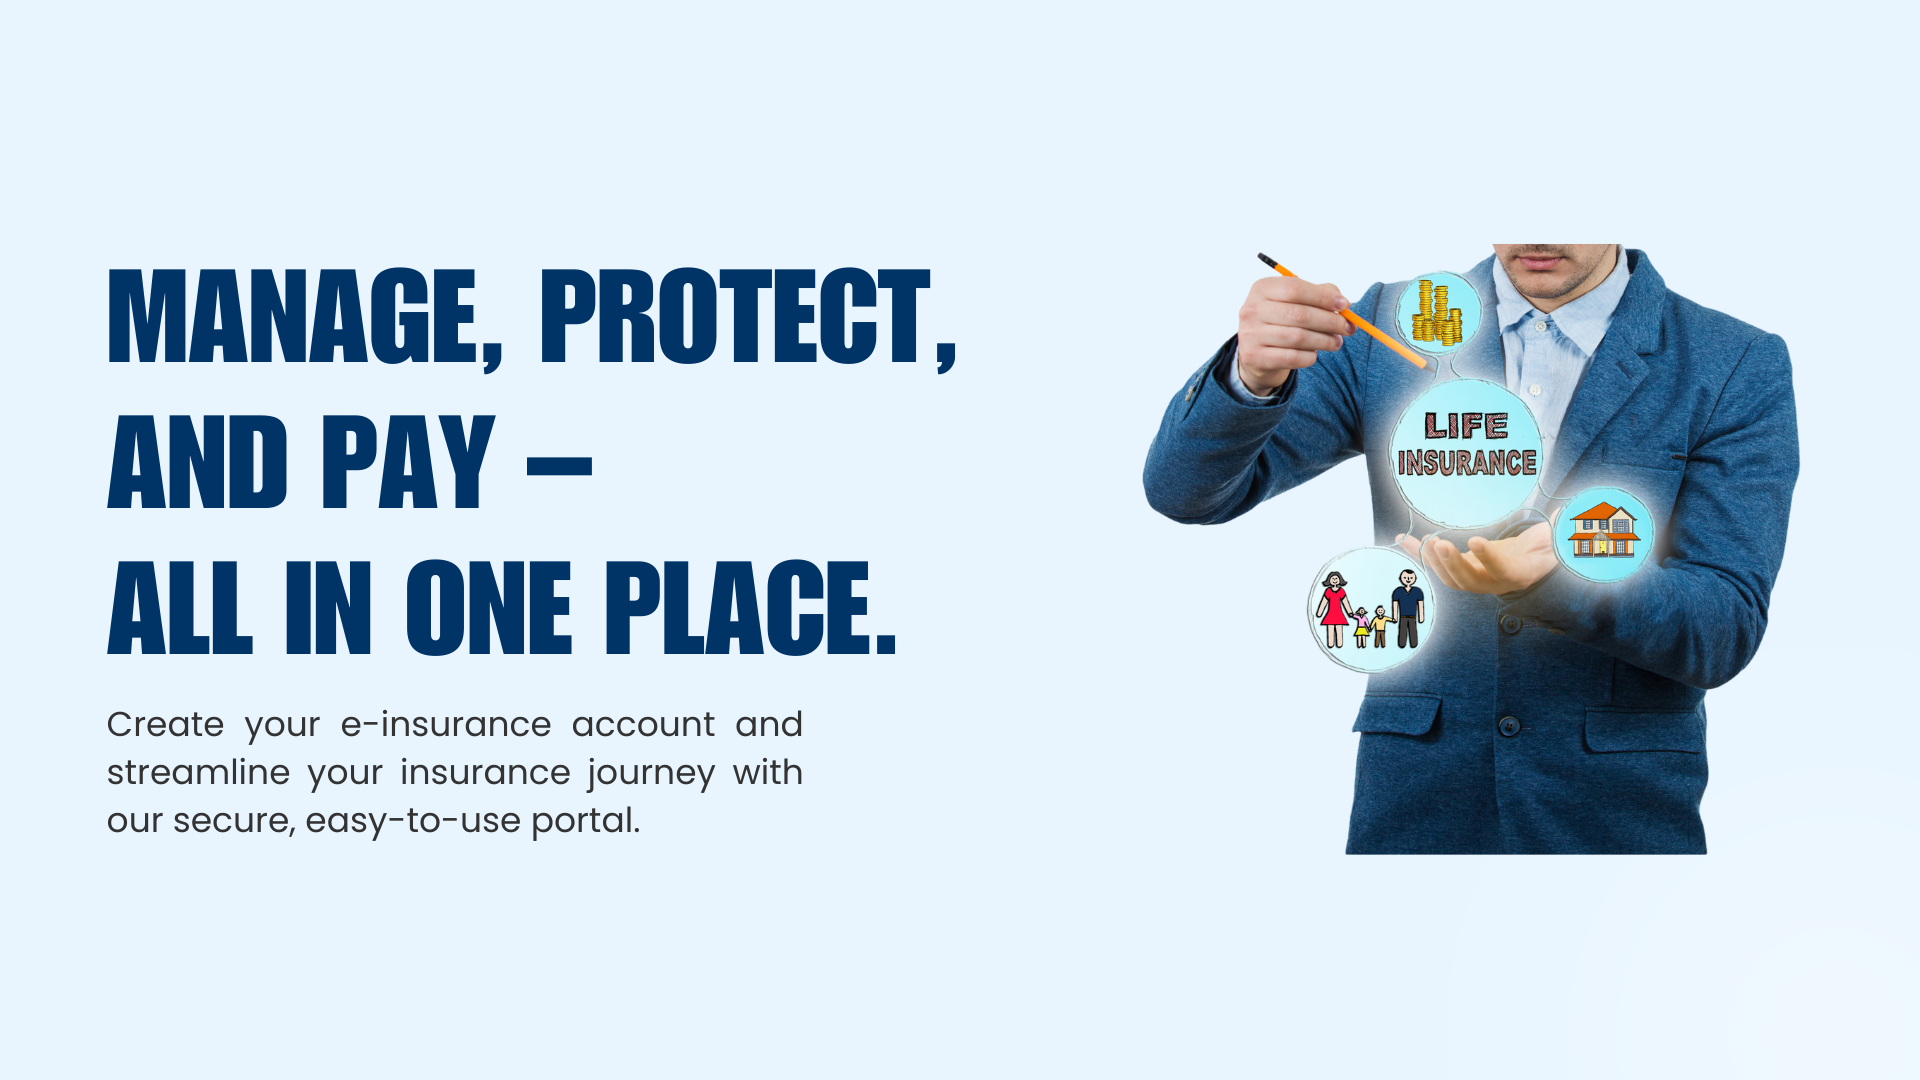 MANAGE, PROTECT,
AND PAY –
ALL IN ONE PLACE.
Create your e-insurance account and
streamline your insurance journey with
our secure, easy-to-use portal.
LIFE
INSURANCE